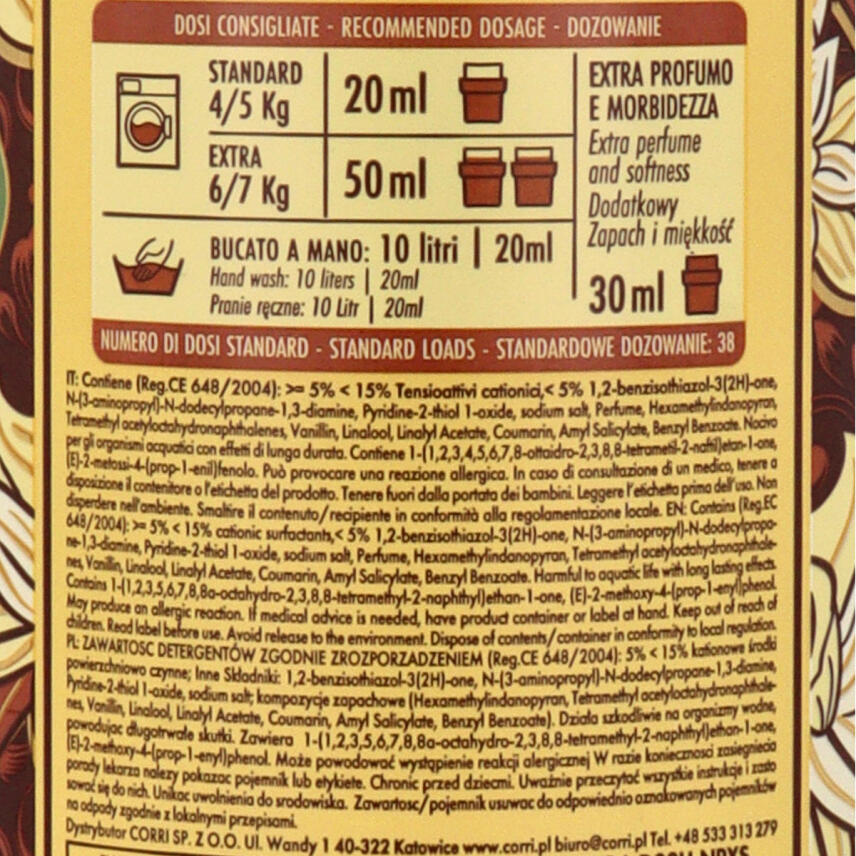 DOSI CONSIGLIATE - RECOMMENDED DOSAGE - DOZOWANIE
STANDARD
4/5 Kg
20 ml
EXTRA
6/7 Kg
50 ml
BUCATO A MANO: 10 litri | 20ml
Hand wash: 10 liters | 20ml
Pranie ręczne: 10 Litr | 20ml
EXTRA PROFUMO
E MORBIDEZZA
Extra perfume
and softness
Dodatkowy
Zapach i miękkość
30 ml
NUMERO DI DOSI STANDARD - STANDARD LOADS - STANDARDOWE DOZOWANIE: 38
IT: Contiene (Reg.CE 648/2004): >= 5% < 15% Tensioattivi cationici,< 5% 1,2-benzisothiazol-3(2H)-one,
N-(3-aminopropyl)-N-dodecylpropane-1,3-diamine, Pyridine-2-thiol 1-oxide, sodium salt, Perfume, Hexamethylindanopyran,
Tetramethyl acetyloctahydronaphthalenes, Vanillin, Linalool, Linalyl Acetate, Coumarin, Amyl Salicylate, Benzyl Benzoate. Nocivo
per gli organismi acquatici con effetti di lunga durata. Contiene 1-(1,2,3,4,5,6,7,8-ottaidro-2,3,8,8-tetrametil-2-naftil)etan-1-one,
(E)-2-metossi-4-(prop-1-enil)fenolo. Può provocare una reazione allergica. In caso di consultazione di un medico, tenere a
disposizione il contenitore o l'etichetta del prodotto. Tenere fuori dalla portata dei bambini. Leggere l'etichetta prima dell'uso. Non
disperdere nell'ambiente. Smaltire il contenuto/recipiente in conformità alla regolamentazione locale. EN: Contains (Reg.EC
648/2004): >= 5% < 15% cationic surfactants,< 5% 1,2-benzisothiazol-3(2H)-one, N-(3-aminopropyl)-N-dodecylpropa-
ne-1,3-diamine, Pyridine-2-thiol 1-oxide, sodium salt, Perfume, Hexamethylindanopyran, Tetramethyl acetyloctahydronaphthale-
nes, Vanillin, Linalool, Linalyl Acetate, Coumarin, Amyl Salicylate, Benzyl Benzoate. Harmful to aquatic life with long lasting effects.
Contains 1-(1,2,3,5,6,7,8,8a-octahydro-2,3,8,8-tetramethyl-2-naphthyl)ethan-1-one, (E)-2-methoxy-4-(prop-1-enyl)phenol.
May produce an allergic reaction. If medical advice is needed, have product container or label at hand. Keep out of reach of
children. Read label before use. Avoid release to the environment. Dispose of contents/container in conformity to local regulation.
PL: ZAWARTOSC DETERGENTÓW ZGODNIE ZROZPORZADZENIEM (Reg.CE 648/2004): 5% < 15% kationowe środki
powierzchniowo czynne; Inne Składniki: 1,2-benzisothiazol-3(2H)-one, N-(3-aminopropyl)-N-dodecylpropane-1,3-diamine,
Pyridine-2-thiol 1-oxide, sodium salt; kompozycje zapachowe (Hexamethylindanopyran, Tetramethyl acetyloctahydronaphthale-
nes, Vanillin, Linalool, Linalyl Acetate, Coumarin, Amyl Salicylate, Benzyl Benzoate). Działa szkodliwie na organizmy wodne,
powodujac długotrwałe skutki. Zawiera 1-(1,2,3,5,6,7,8,8a-octahydro-2,3,8,8-tetramethyl-2-naphthyl)ethan-1-one,
(E)-2-methoxy-4-(prop-1-enyl)phenol. Może powodować wystąpienie reakcji alergicznej W razie koniecznosci zasiegniecia
porady lekarza nalezy pokazac pojemnik lub etykiete. Chronic przed dziecmi. Uważnie przeczytać wszystkie instrukcje i zasto
sować się do nich. Unikac uwolnienia do srodowiska. Zawartosc/pojemnik usuwac do odpowiednio oznakowanych pojemników
na odpady zgodnie z lokalnymi przepisami.
Dystrybutor CORRI SP. Z O.O. Ul. Wandy 1 40-322 Katowice www.corri.pl biuro@corri.pl Tel. +48 533 313 279